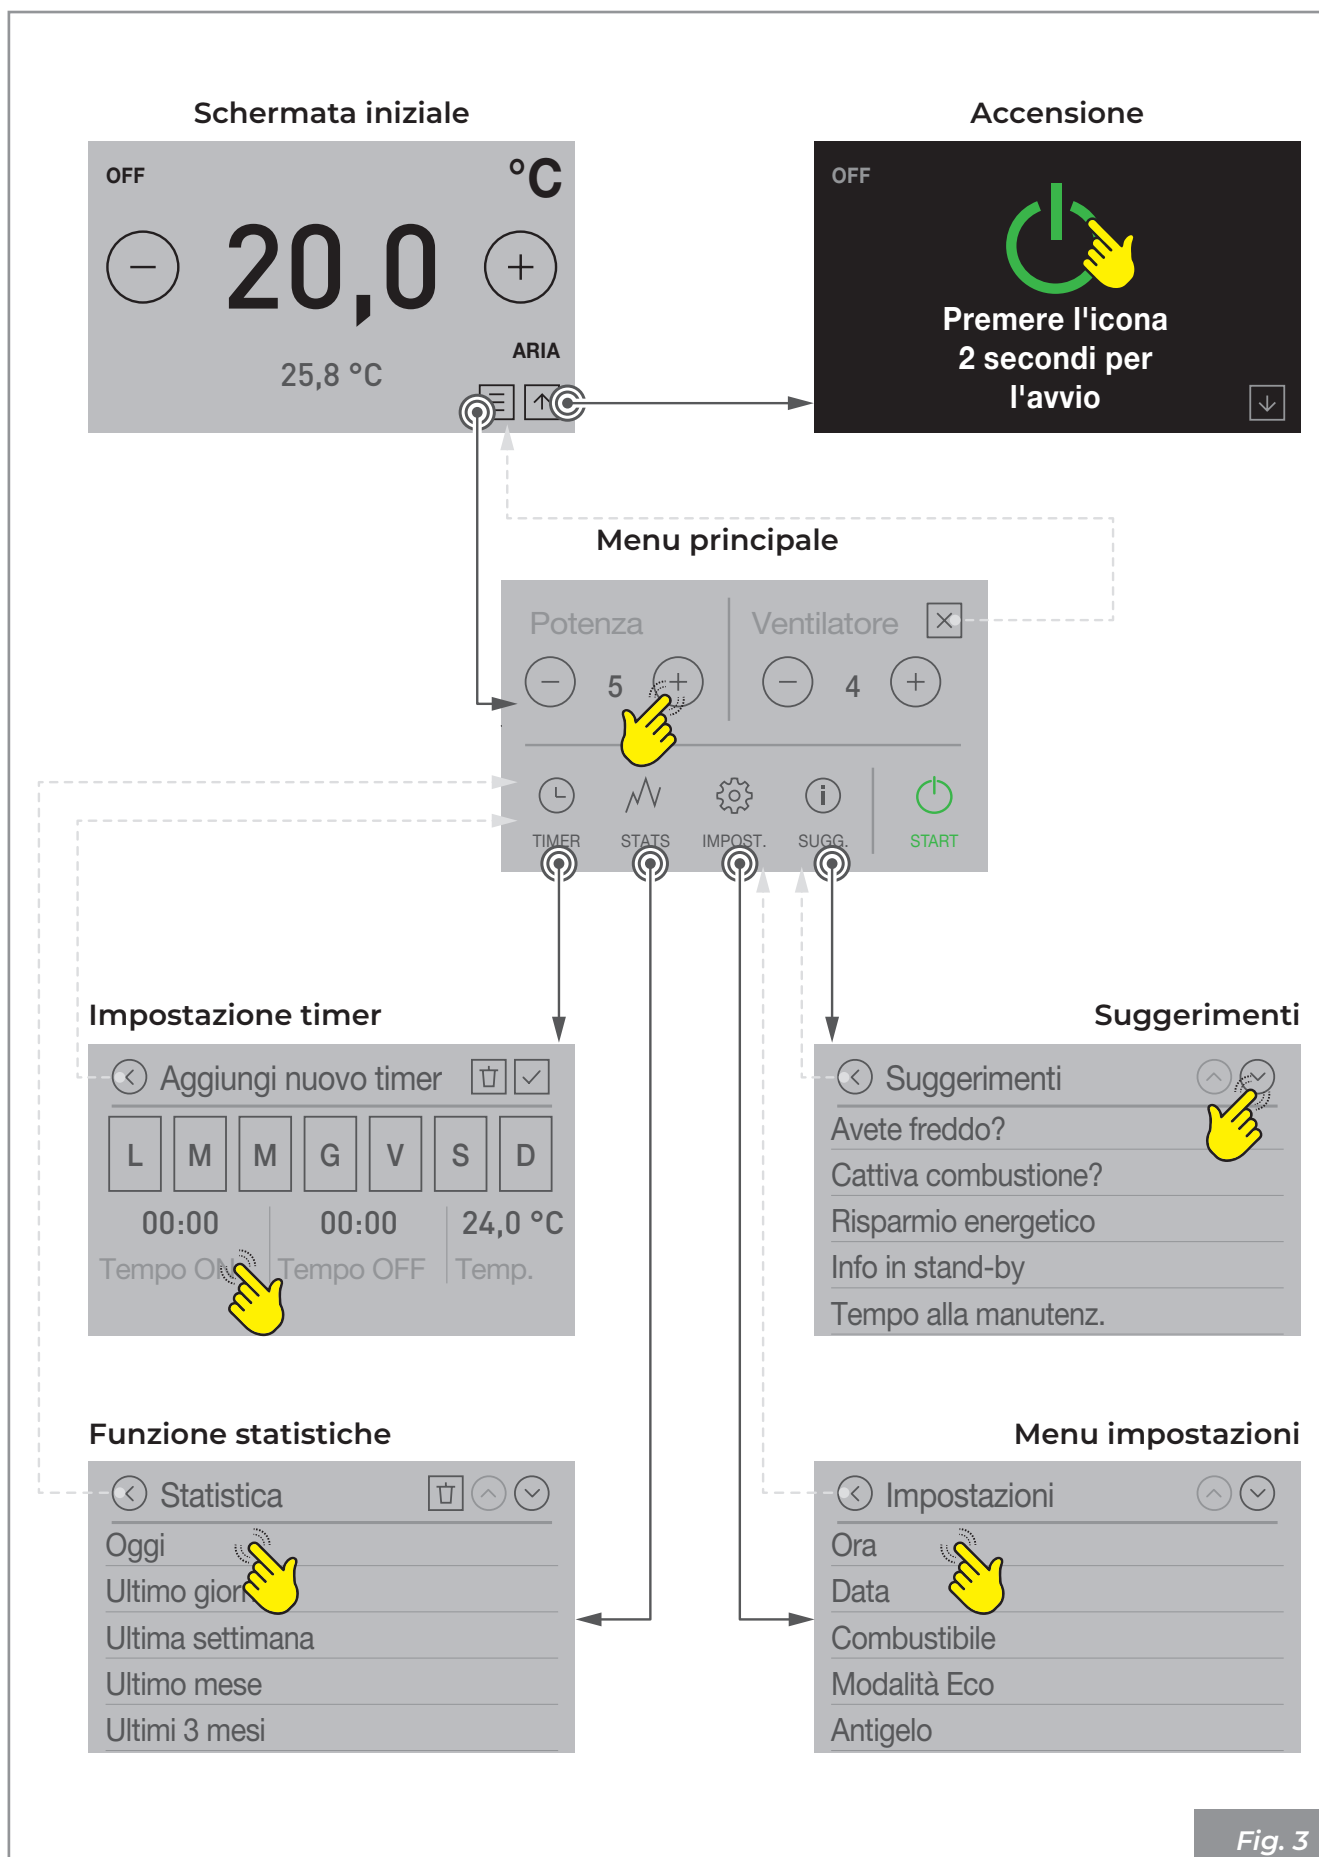 Schermata iniziale
OFF
°C
20,0
ARIA
25,8 °C
Accensione
OFF
Premere l'icona
2 secondi per
l'avvio
Menu principale
Potenza
Ventilatore
5
4
TIMER
STATS
IMPOST.
SUGG.
START
Impostazione timer
Aggiungi nuovo timer
L M M G V S D
00:00 00:00 24,0 °C
Tempo ON Tempo OFF Temp.
Suggerimenti
Suggerimenti
Avete freddo?
Cattiva combustione?
Risparmio energetico
Info in stand-by
Tempo alla manutenz.
Funzione statistiche
Statistica
Oggi
Ultimo
Ultima settimana
Ultimo mese
Ultimi 3 mesi
Menu impostazioni
Impostazioni
Ora
Data
Combustibile
Modalità Eco
Antigelo
Fig. 3